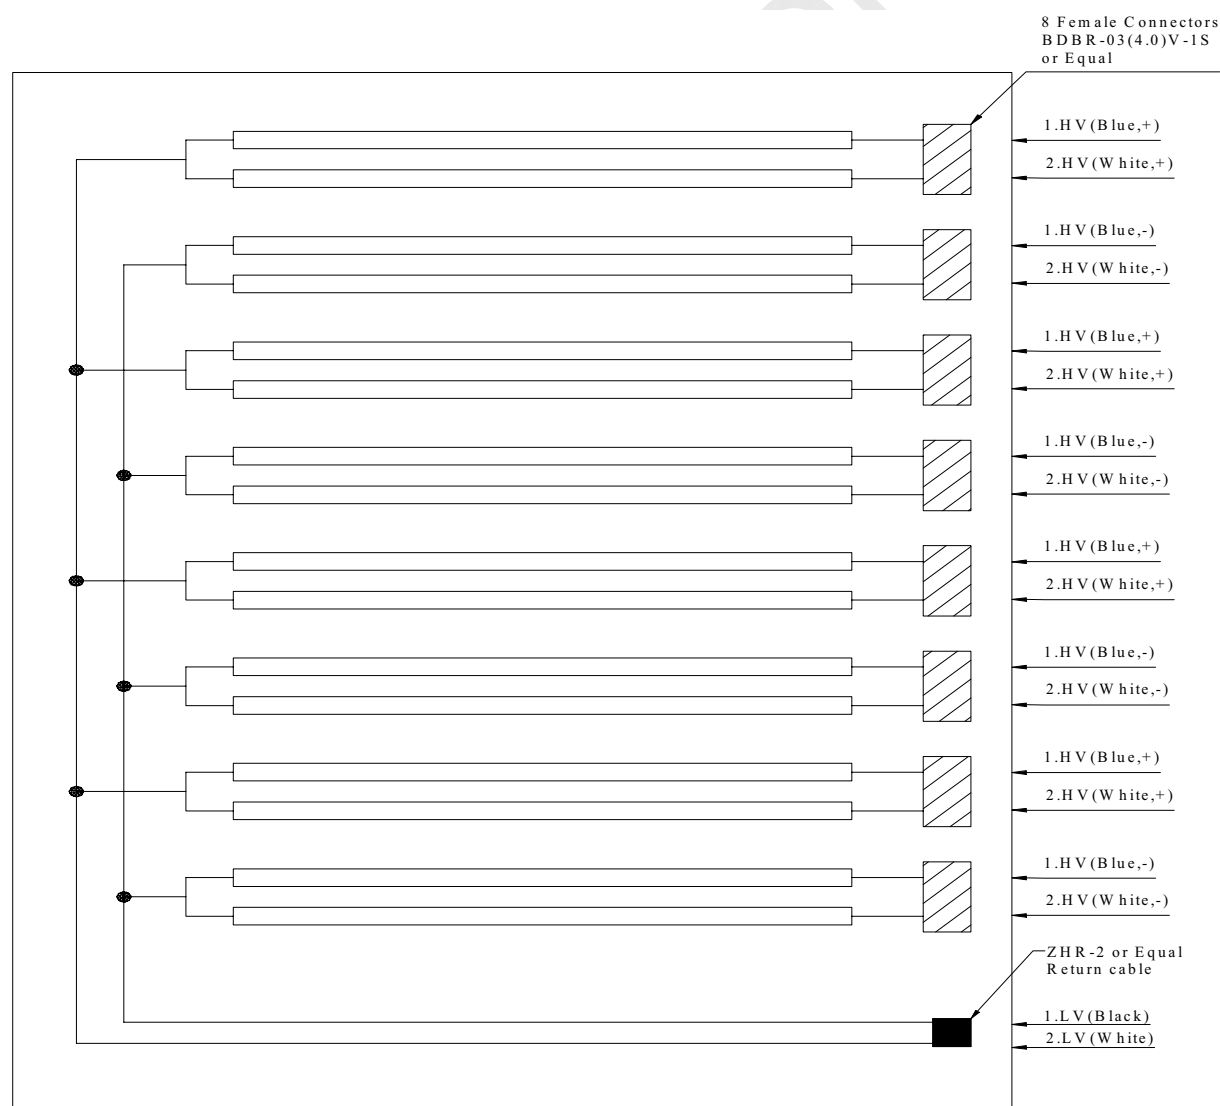 8 Female Connectors
BDBR-03(4.0)V-1S
or Equal
1.HV(Blue,+)
2.HV(White,+)
1.HV(Blue,-)
2.HV(White,-)
1.HV(Blue,+)
2.HV(White,+)
1.HV(Blue,-)
2.HV(White,-)
1.HV(Blue,+)
2.HV(White,+)
1.HV(Blue,-)
2.HV(White,-)
1.HV(Blue,+)
2.HV(White,+)
1.HV(Blue,-)
2.HV(White,-)
ZHR-2 or Equal
Return cable
1.LV(Black)
2.LV(White)